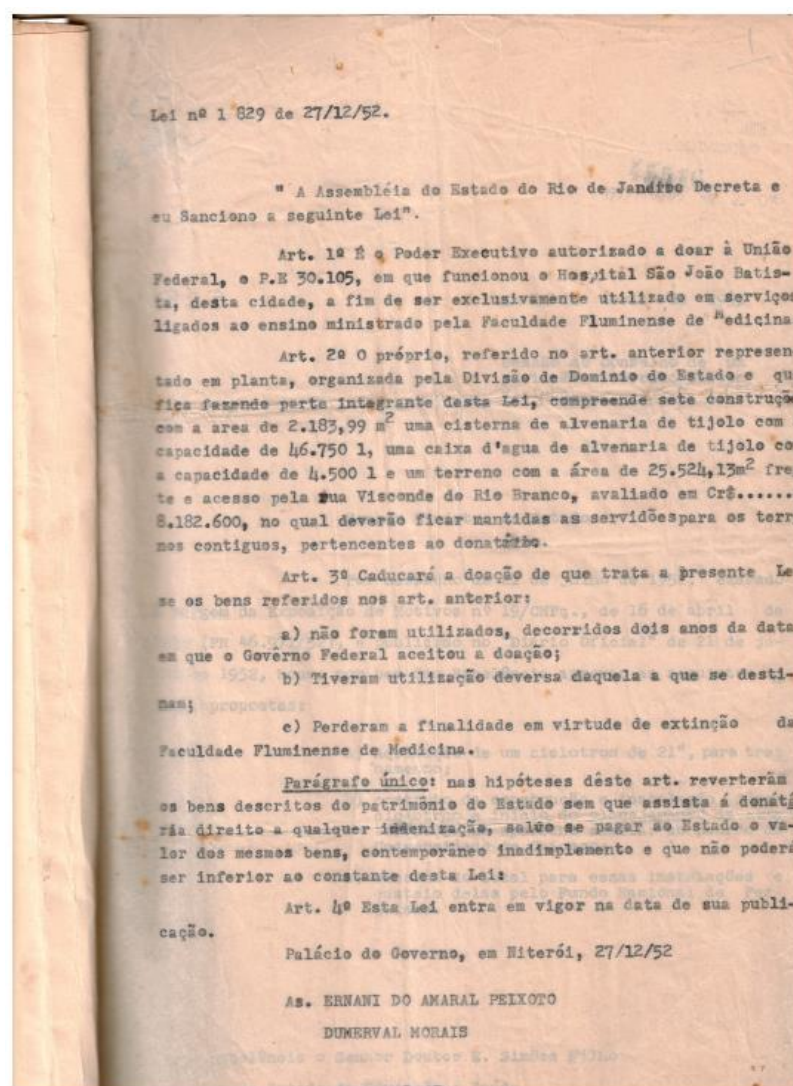 Lei nº 1 829 de 27/12/52.
" A Assembléia do Estado do Rio de Janeiro Decreta e
eu Sanciono a seguinte Lei".
Art. 1º É o Poder Executivo autorizado a doar à União
Federal, o P.E 30.105, em que funcionou o Hospital São João Batis-
ta, desta cidade, a fim de ser exclusivamente utilizado em serviços
ligados ao ensino ministrado pela Faculdade Fluminense de Medicina
Art. 2º O próprio, referido no art. anterior represen
tado em planta, organizada pela Divisão de Dominio do Estado e qu
fica fazendo parte integrante desta Lei, compreende sete construçõ
com a area de 2.183,99 m² uma cisterna de alvenaria de tijolo com
capacidade de 46.750 l, uma caixa d'agua de alvenaria de tijolo co
a capacidade de 4.500 l e um terreno com a área de 25.524,13m² fre
te e acesso pela rua Visconde do Rio Branco, avaliado em Cr$......
8.182.600, no qual deverão ficar mantidas as servidõespara os terr
nos contiguos, pertencentes ao donatário.
Art. 3º Caducará a doação de que trata a presente Le
se os bens referidos nos art. anterior:
a) não foram utilizados, decorridos dois anos da data
em que o Govêrno Federal aceitou a doação;
b) Tiveram utilização deversa daquela a que se desti-
nam;
c) Perderam a finalidade em virtude de extinção da
Faculdade Fluminense de Medicina.
Parágrafo único: nas hipóteses dêste art. reverterám
os bens descritos do patrimônio do Estado sem que assista á donatá
ria direito a qualquer indenização, salvo se pagar ao Estado o va-
lor dos mesmos bens, contemporâneo inadimplemento e que não poderá
ser inferior ao constante desta Lei:
Art. 4º Esta Lei entra em vigor na data de sua publi-
cação.
Palácio do Governo, em Niterói, 27/12/52
As. ERNANI DO AMARAL PEIXOTO
DUMERVAL MORAIS